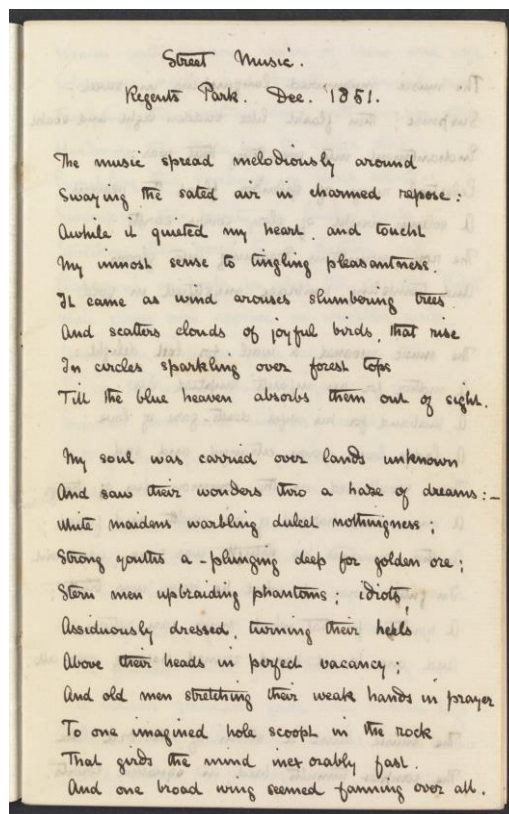 Street Music.
Regents Park. Dec. 1851.
The music spread melodiously around
Swaying the sated air in charmed repose:
Awhile it quieted my heart, and toucht
My inmost sense to tingling pleasantness.
It came as wind arouses slumbering trees
And scatters clouds of joyful birds, that rise
In circles sparkling over forest tops
Till the blue heaven absorbs them out of sight.
My soul was carried over lands unknown
And saw their wonders thro a haze of dreams:—
White maidens warbling dulcet nothingness;
Strong youths a-plunging deep for golden ore;
Stern men upbraiding phantoms; idiots,
Assiduously dressed, turning their heels
Above their heads in perfect vacancy;
And old men stretching their weak hands in prayer
To one imagined hole scoopt in the rock
That girds the mind inexorably fast.
And one broad wing seemed fanning over all.